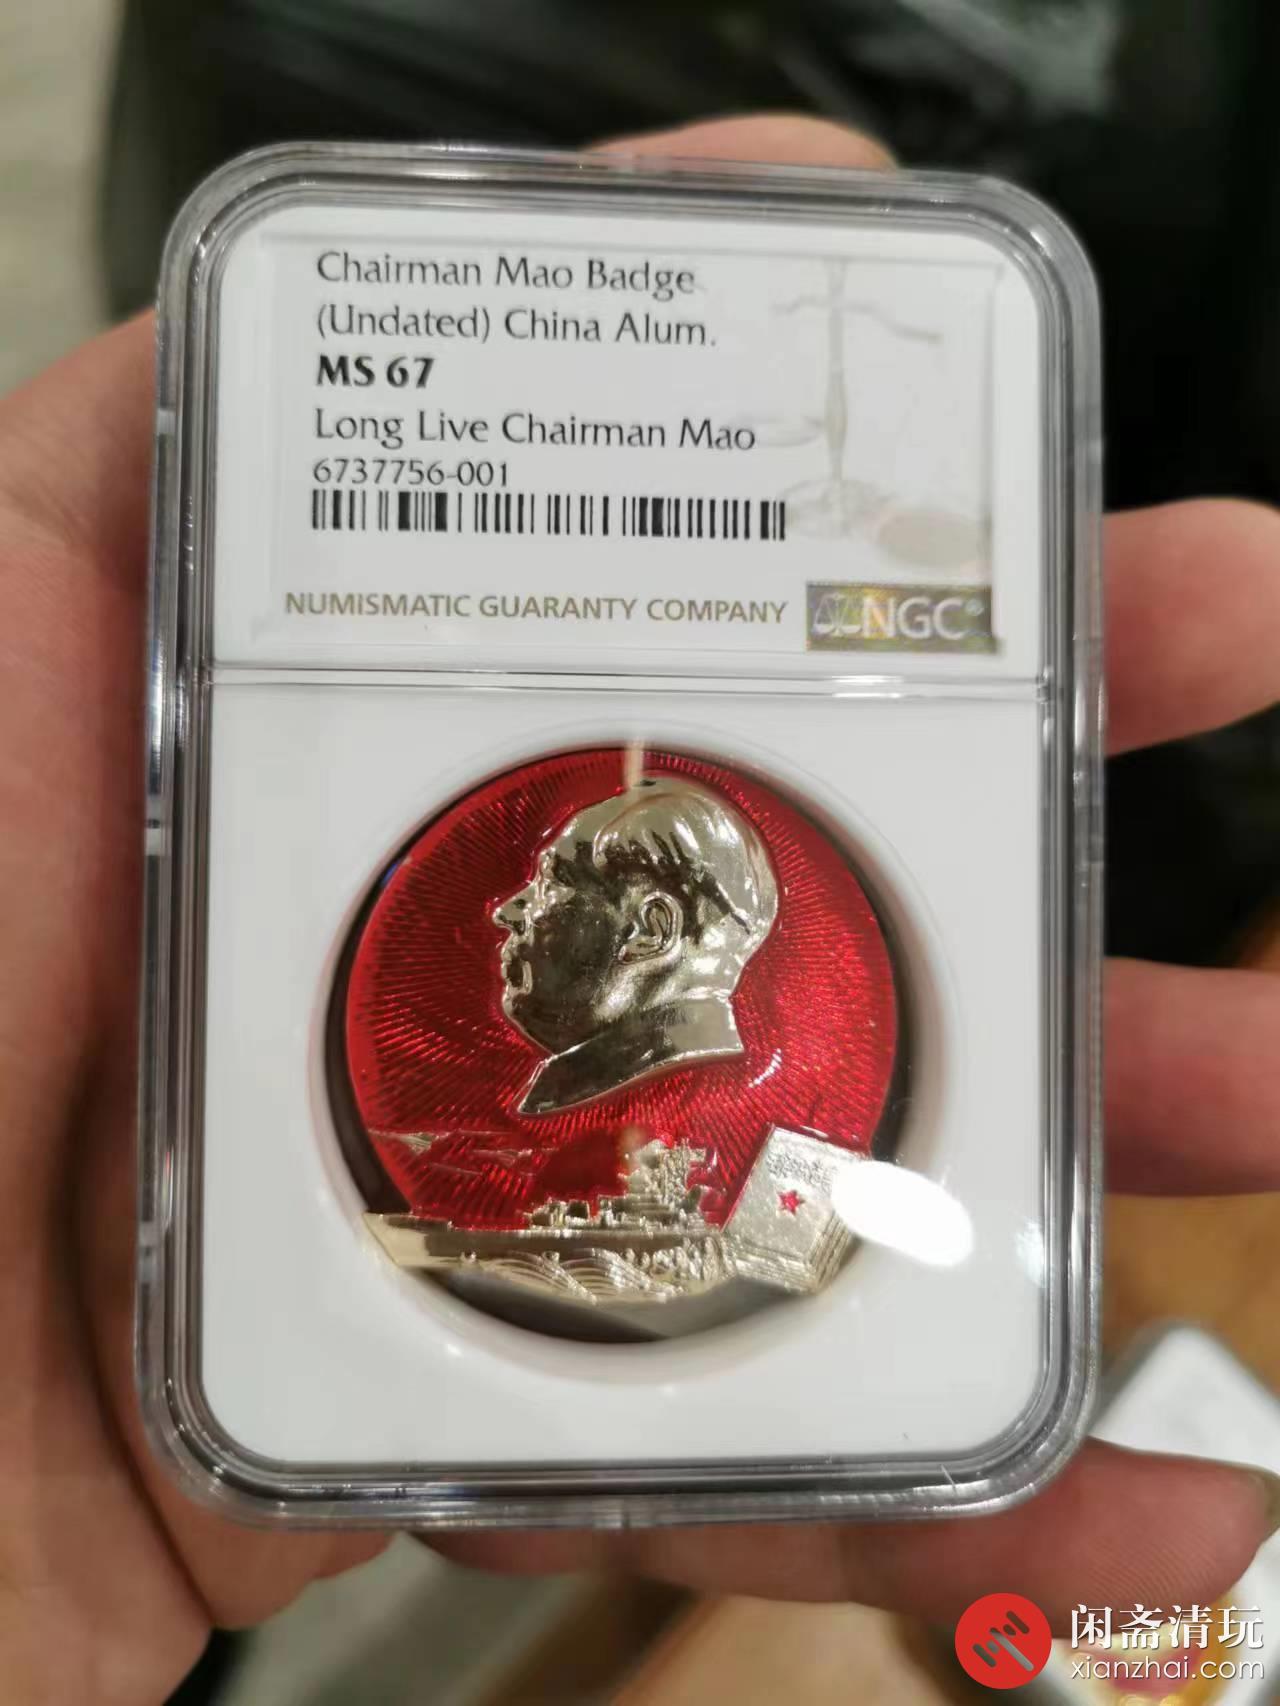 Chairman Mao Badge
(Undated) China Alum.
MS 67
Long Live Chairman Mao
6737756-001
NUMISMATIC GUARANTY COMPANY
NGC
闲斋清玩
xianzhai.com